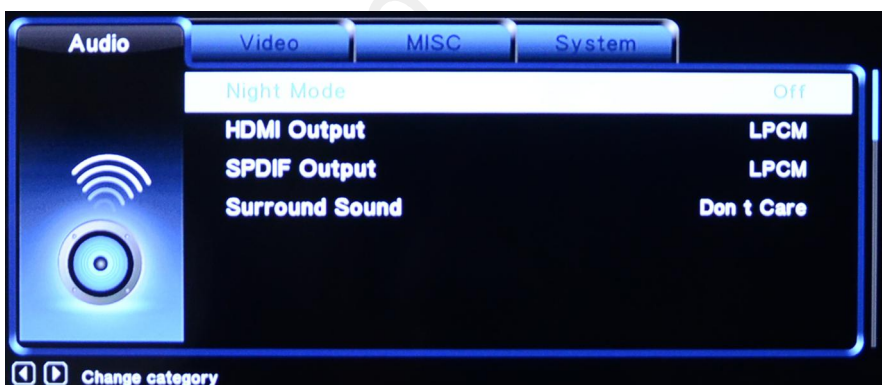 Audio Video MISC System
Night Mode Off
HDMI Output LPCM
SPDIF Output LPCM
Surround Sound Don t Care
Change category